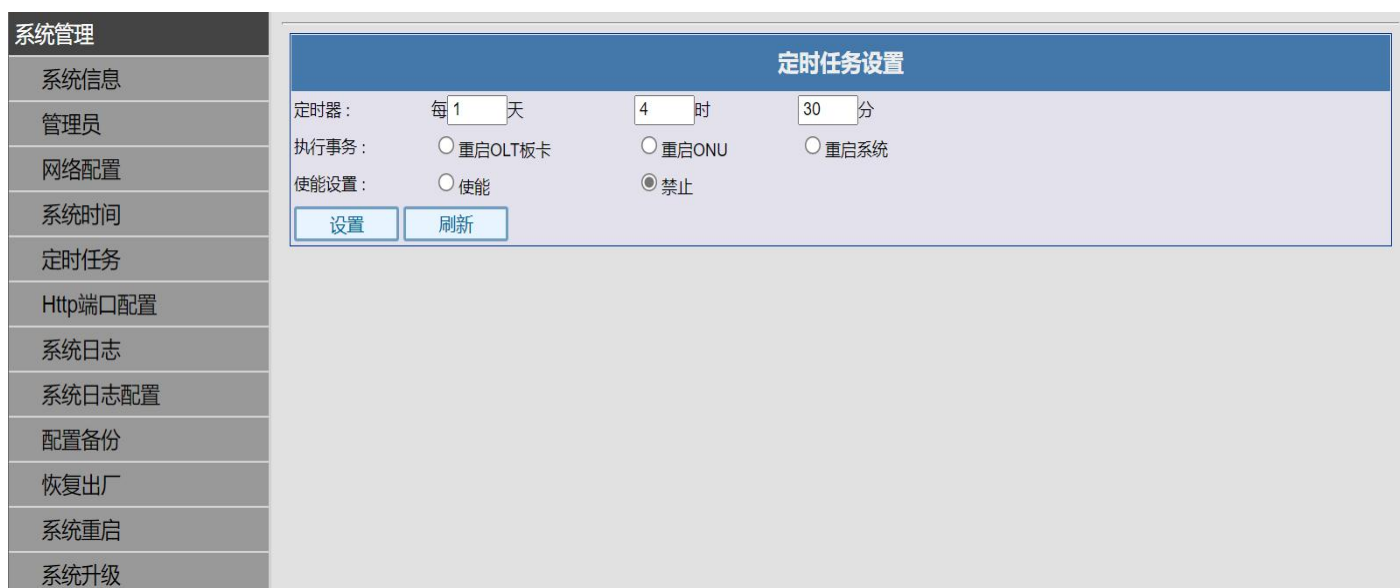 系统管理
系统信息
管理员
网络配置
系统时间
定时任务
Http端口配置
系统日志
系统日志配置
配置备份
恢复出厂
系统重启
系统升级
定时任务设置
定时器： 每 1 天 4 时 30 分
执行事务： 重启OLT板卡 重启ONU 重启系统
使能设置： 使能 禁止
设置 刷新